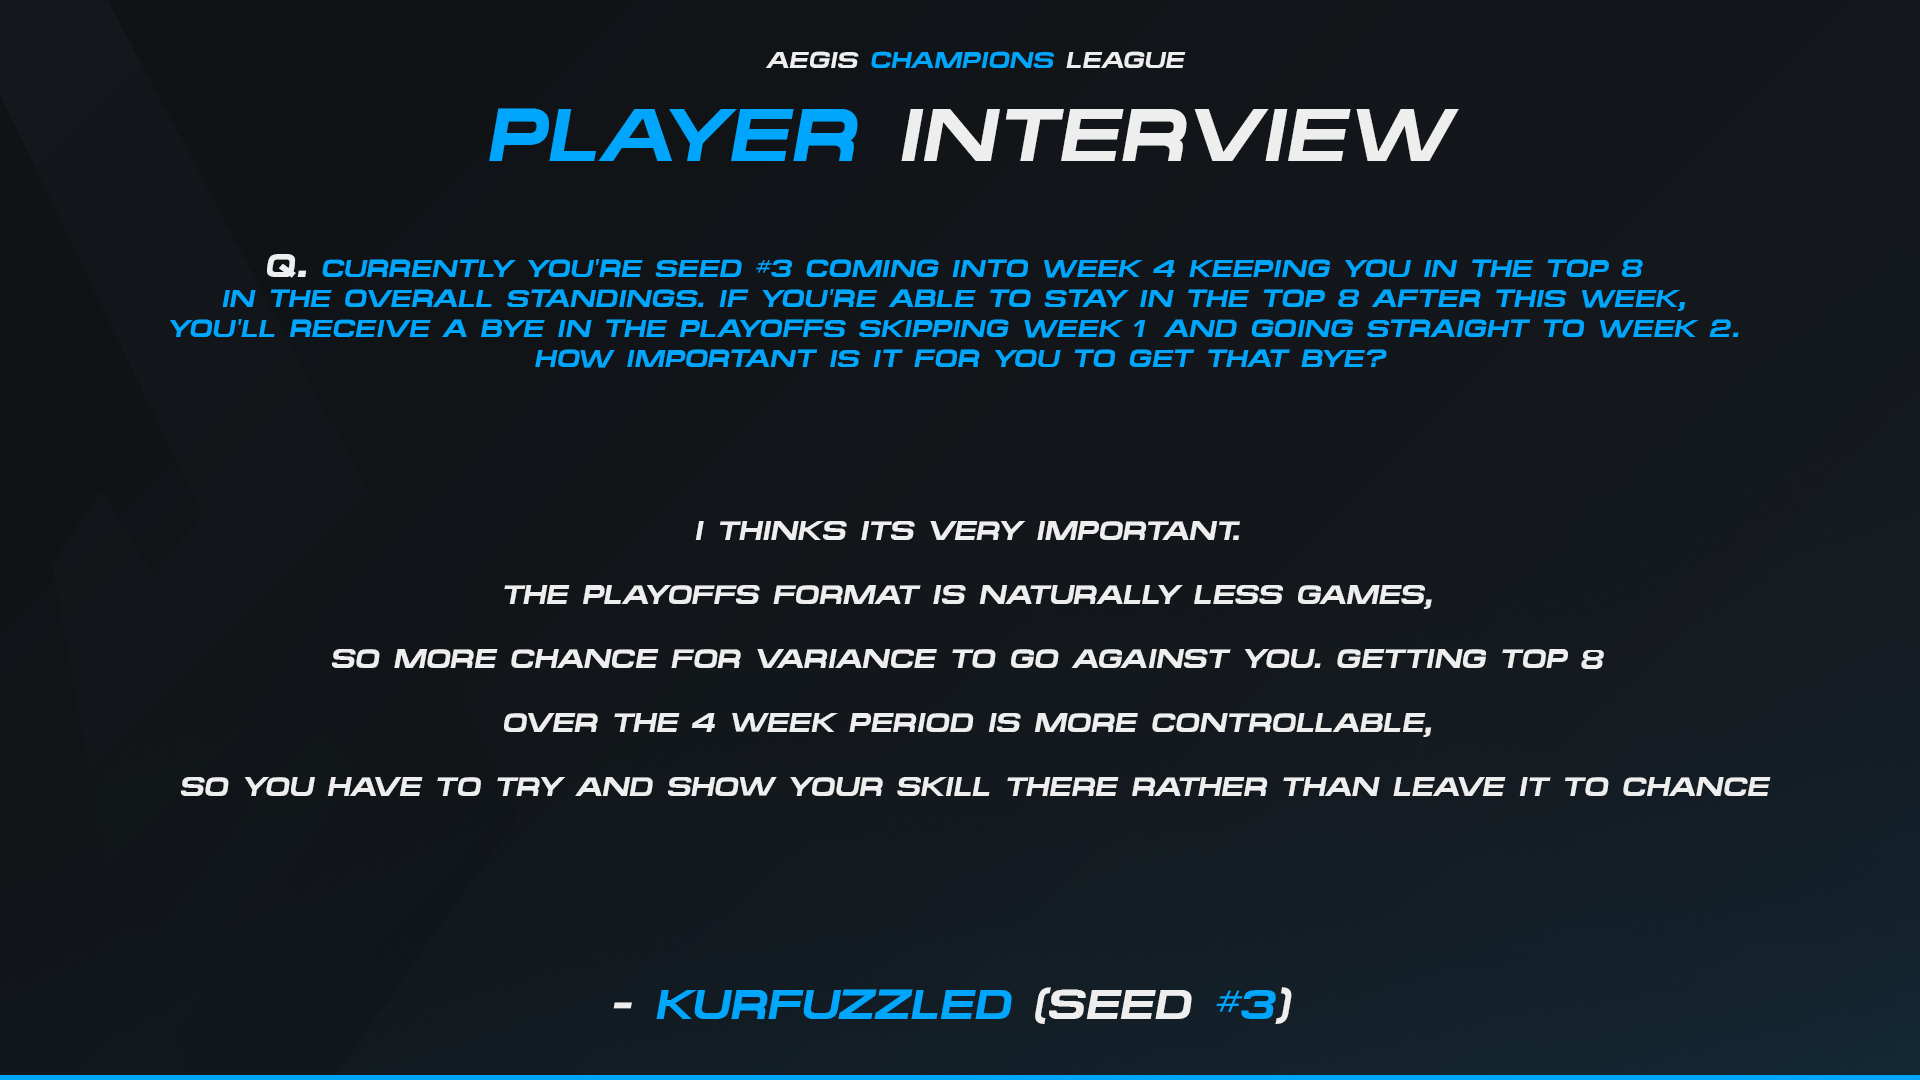 AEGIS CHAMPIONS LEAGUE
PLAYER INTERVIEW
Q. CURRENTLY YOU'RE SEED #3 COMING INTO WEEK 4 KEEPING YOU IN THE TOP 8
IN THE OVERALL STANDINGS. IF YOU'RE ABLE TO STAY IN THE TOP 8 AFTER THIS WEEK,
YOU'LL RECEIVE A BYE IN THE PLAYOFFS SKIPPING WEEK 1 AND GOING STRAIGHT TO WEEK 2.
HOW IMPORTANT IS IT FOR YOU TO GET THAT BYE?
I THINKS ITS VERY IMPORTANT.
THE PLAYOFFS FORMAT IS NATURALLY LESS GAMES,
SO MORE CHANCE FOR VARIANCE TO GO AGAINST YOU. GETTING TOP 8
OVER THE 4 WEEK PERIOD IS MORE CONTROLLABLE,
SO YOU HAVE TO TRY AND SHOW YOUR SKILL THERE RATHER THAN LEAVE IT TO CHANCE
- KURFUZZLED (SEED #3)